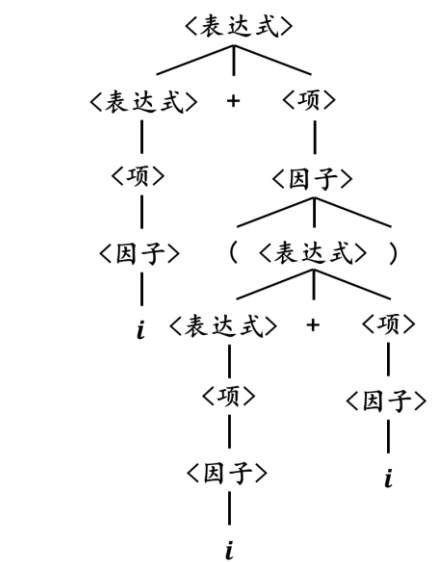 <表达式>
<表达式> + <项>
<项> <因子>
<因子> ( <表达式> )
i <表达式> + <项>
<项> <因子>
<因子> i
i